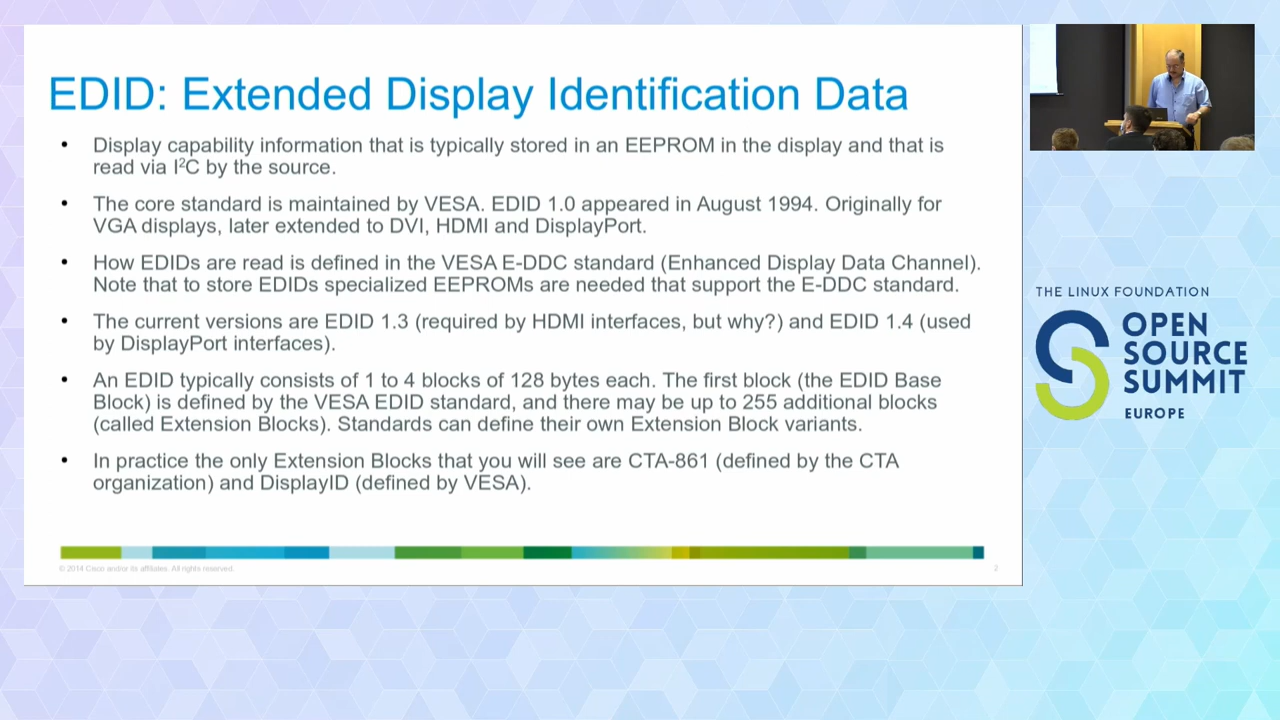 EDID: Extended Display Identification Data
• Display capability information that is typically stored in an EEPROM in the display and that is
read via I²C by the source.
• The core standard is maintained by VESA. EDID 1.0 appeared in August 1994. Originally for
VGA displays, later extended to DVI, HDMI and DisplayPort.
• How EDIDs are read is defined in the VESA E-DDC standard (Enhanced Display Data Channel).
Note that to store EDIDs specialized EEPROMs are needed that support the E-DDC standard.
• The current versions are EDID 1.3 (required by HDMI interfaces, but why?) and EDID 1.4 (used
by DisplayPort interfaces).
• An EDID typically consists of 1 to 4 blocks of 128 bytes each. The first block (the EDID Base
Block) is defined by the VESA EDID standard, and there may be up to 255 additional blocks
(called Extension Blocks). Standards can define their own Extension Block variants.
• In practice the only Extension Blocks that you will see are CTA-861 (defined by the CTA
organization) and DisplayID (defined by VESA).
© 2014 Cisco and/or its affiliates. All rights reserved.
2
THE LINUX FOUNDATION
OPEN
SOURCE
SUMMIT
EUROPE